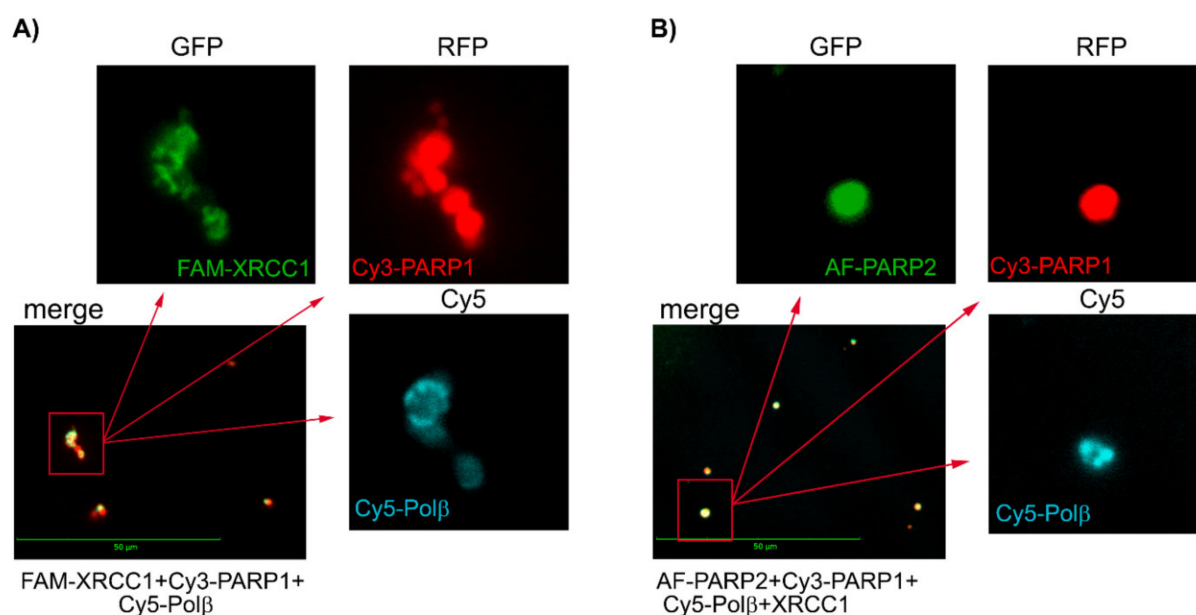 A)
GFP
RFP
FAM-XRCC1
Cy3-PARP1
merge
Cy5
50 µm
Cy5-Polβ
FAM-XRCC1+Cy3-PARP1+
Cy5-Polβ
B)
GFP
RFP
AF-PARP2
Cy3-PARP1
merge
Cy5
50 µm
Cy5-Polβ
AF-PARP2+Cy3-PARP1+
Cy5-Polβ+XRCC1